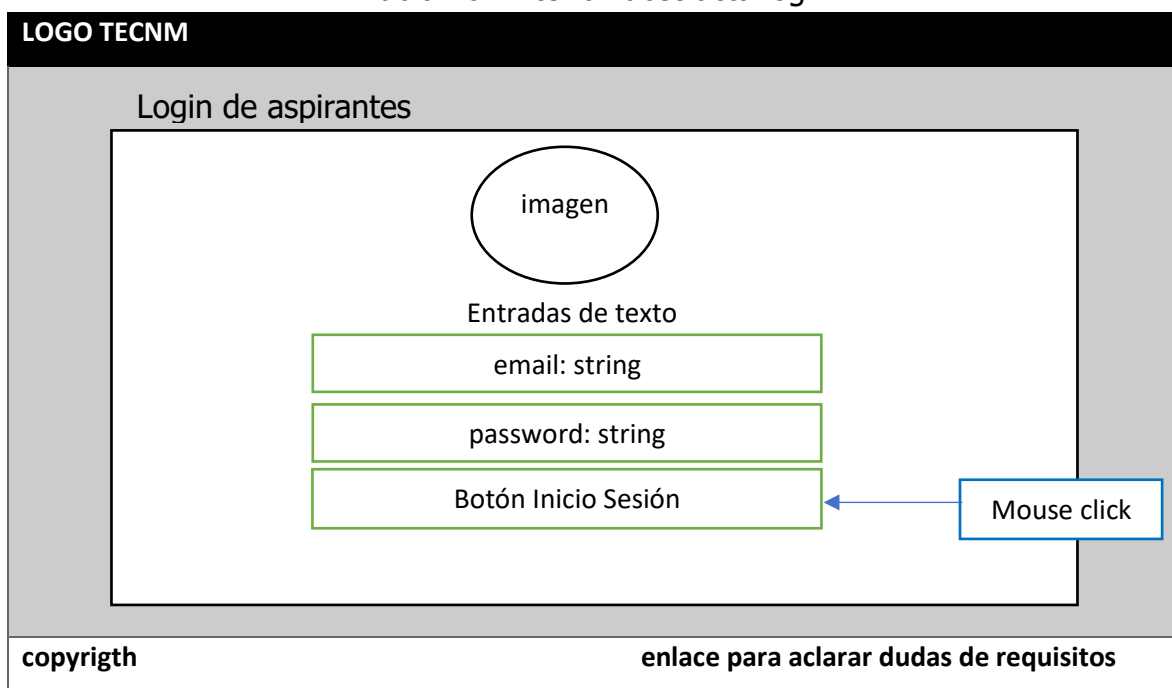 LOGO TECNM
Login de aspirantes
imagen
Entradas de texto
email: string
password: string
Botón Inicio Sesión
Mouse click
copyrigth enlace para aclarar dudas de requisitos